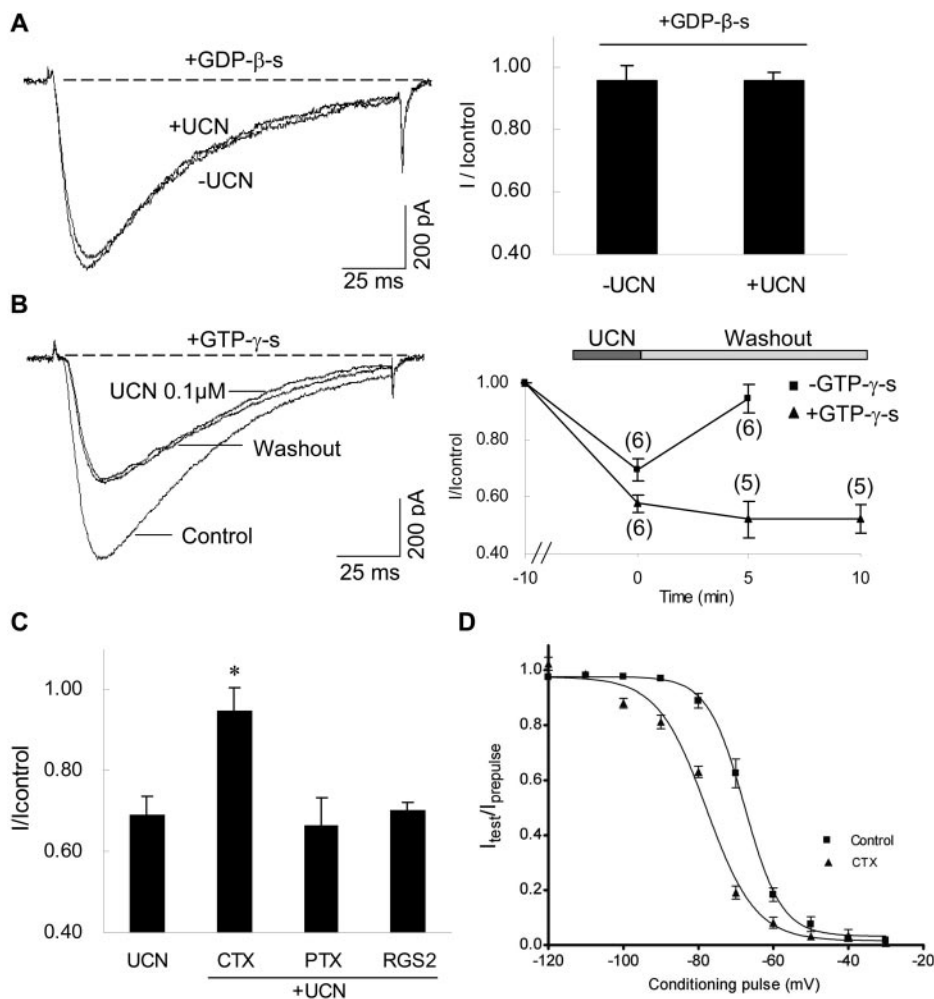 A
+GDP-β-s
+UCN
-UCN
200 pA
25 ms
+GDP-β-s
I / Icontrol
1.00
0.80
0.60
0.40
-UCN
+UCN
B
+GTP-γ-s
UCN 0.1µM
Washout
Control
200 pA
25 ms
UCN
Washout
-GTP-γ-s
+GTP-γ-s
I/Icontrol
1.00
0.80
0.60
0.40
(6)
(6)
(6)
(5)
(5)
-10
0
5
10
Time (min)
C
I/Icontrol
1.00
0.80
0.60
0.40
*
UCN
CTX
PTX
RGS2
+UCN
D
Itest/Iprepulse
1.0
0.8
0.6
0.4
0.2
0.0
Control
CTX
-120
-100
-80
-60
-40
-20
Conditioning pulse (mV)